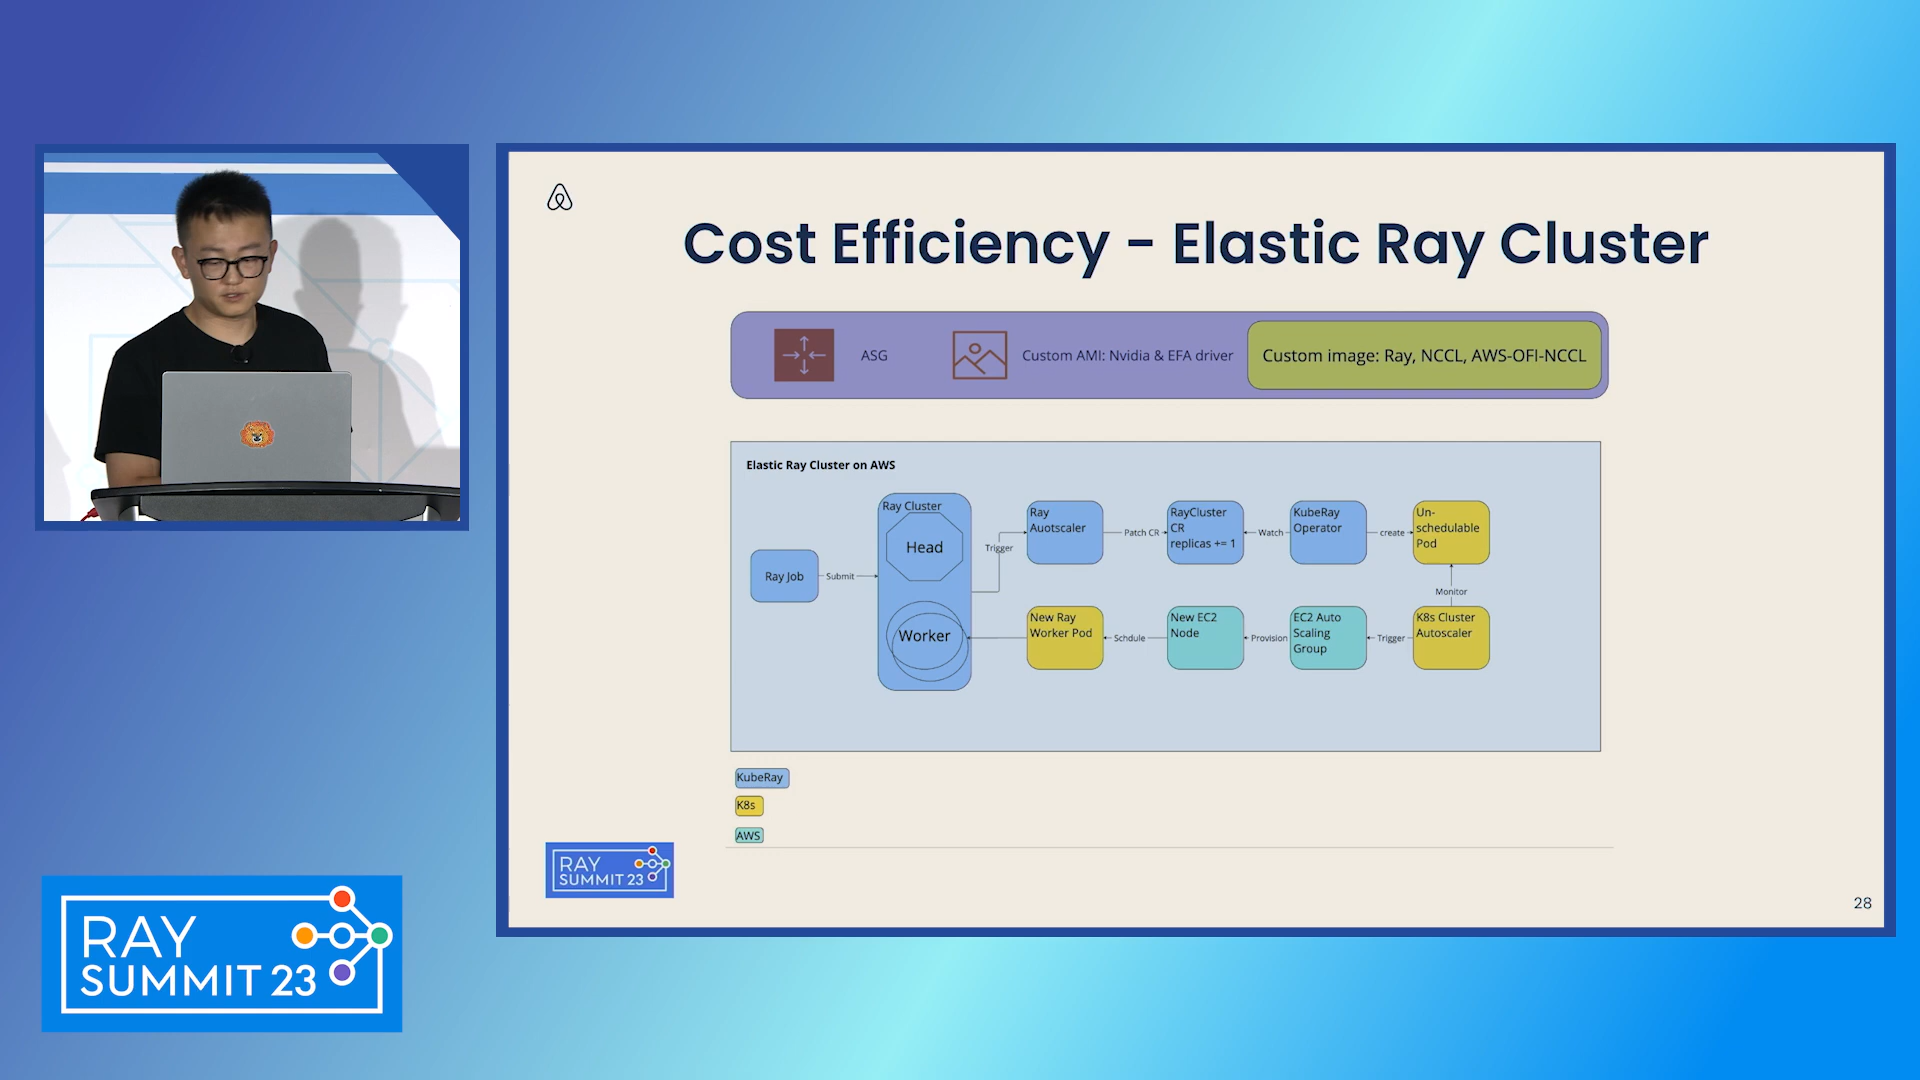 Cost Efficiency - Elastic Ray Cluster
ASG
Custom AMI: Nvidia & EFA driver
Custom image: Ray, NCCL, AWS-OFI-NCCL
Elastic Ray Cluster on AWS
Ray Job
Submit
Ray Cluster
Head
Worker
Trigger
Ray
Auotscaler
Patch CR
RayCluster
CR
replicas += 1
Watch
KubeRay
Operator
create
Un-
schedulable
Pod
Monitor
K8s Cluster
Autoscaler
Trigger
EC2 Auto
Scaling
Group
Provision
New EC2
Node
Schdule
New Ray
Worker Pod
KubeRay
K8s
AWS
RAY
SUMMIT 23
28
RAY
SUMMIT 23